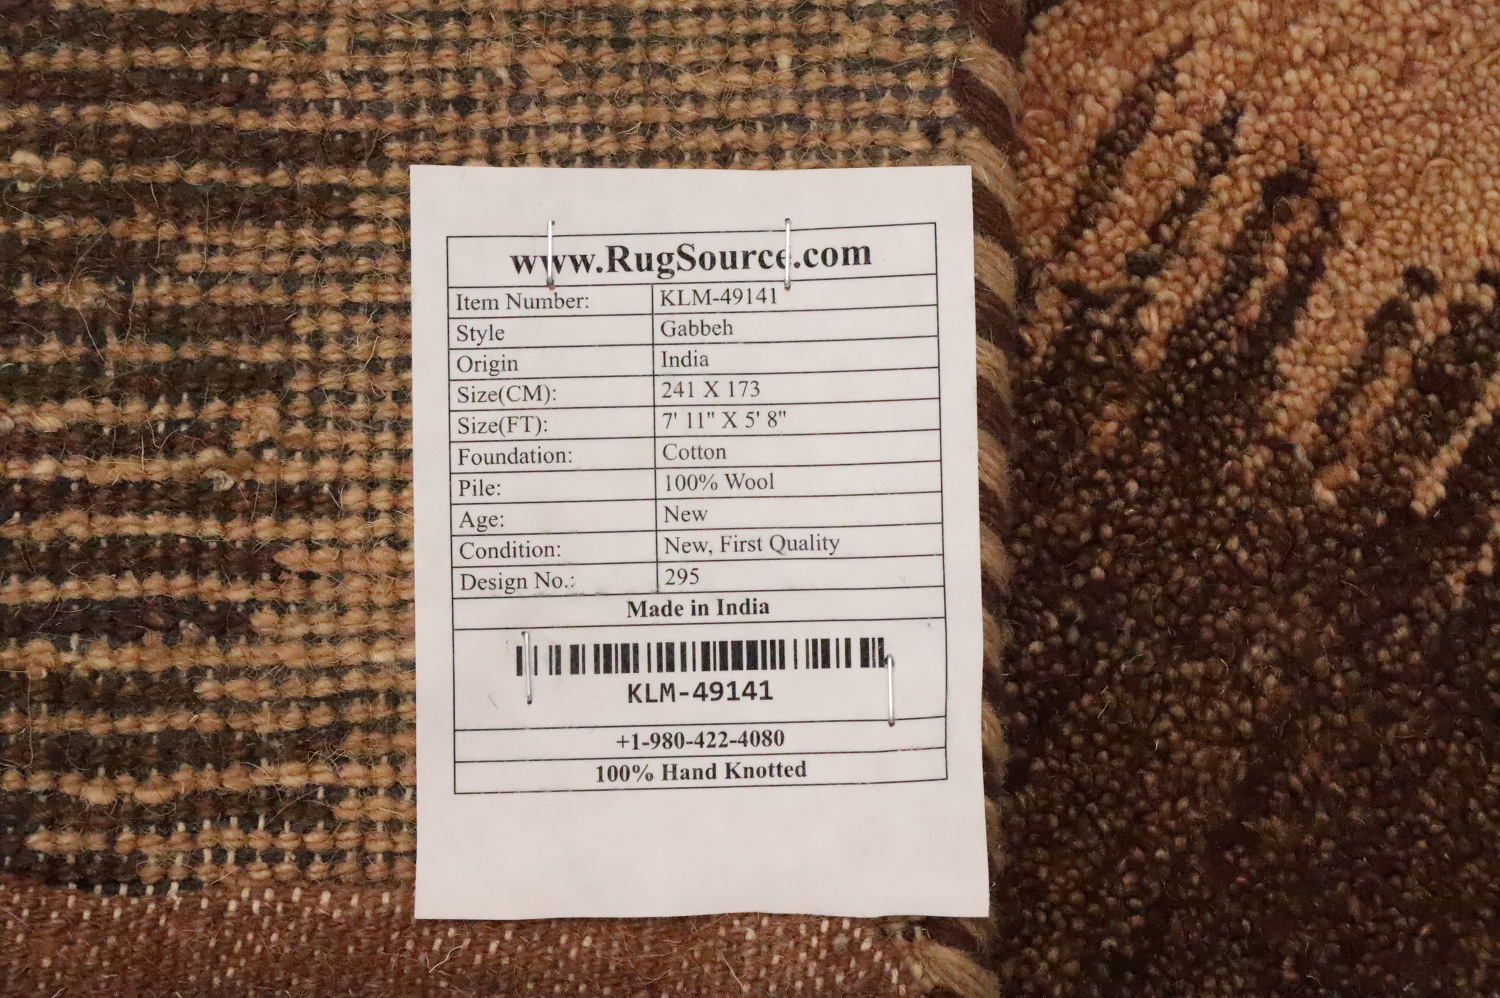 www.RugSource.com
Item Number: KLM-49141
Style Gabbeh
Origin India
Size(CM): 241 X 173
Size(FT): 7' 11" X 5' 8"
Foundation: Cotton
Pile: 100% Wool
Age: New
Condition: New, First Quality
Design No.: 295
Made in India
KLM-49141
+1-980-422-4080
100% Hand Knotted